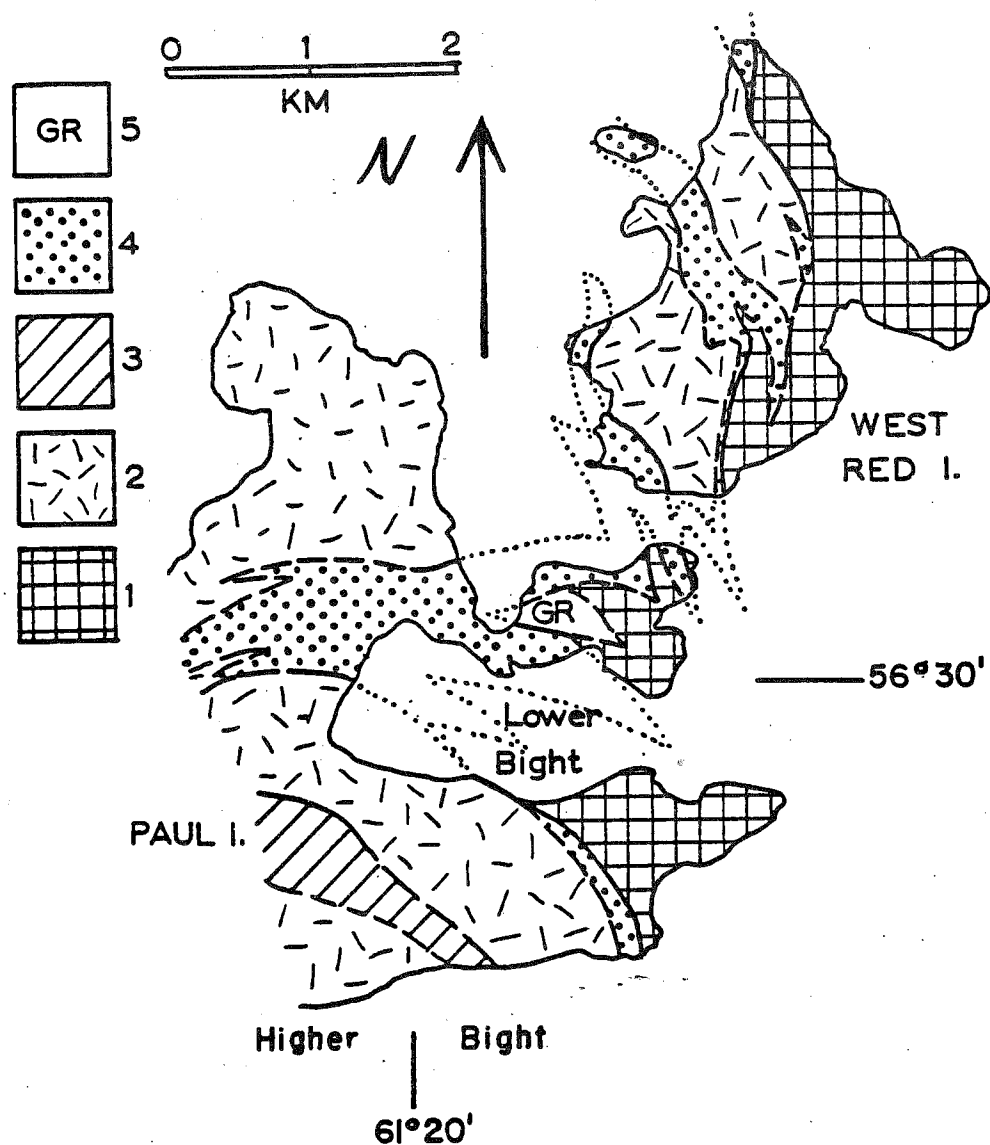 0 1 2
KM
N
GR 5
4
3
2
1
WEST
RED I.
GR
56°30'
Lower
Bight
PAUL I.
Higher Bight
61°20'